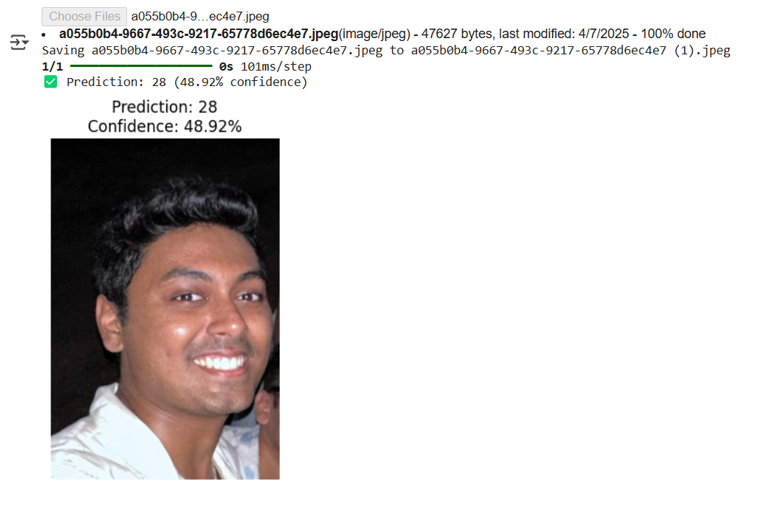 Choose Files a055b0b4-9...ec4e7.jpeg
• a055b0b4-9667-493c-9217-65778d6ec4e7.jpeg(image/jpeg) - 47627 bytes, last modified: 4/7/2025 - 100% done
Saving a055b0b4-9667-493c-9217-65778d6ec4e7.jpeg to a055b0b4-9667-493c-9217-65778d6ec4e7 (1).jpeg
1/1 ━━━━━━━━━━━━━━━━━━━━ 0s 101ms/step
✅ Prediction: 28 (48.92% confidence)
Prediction: 28
Confidence: 48.92%